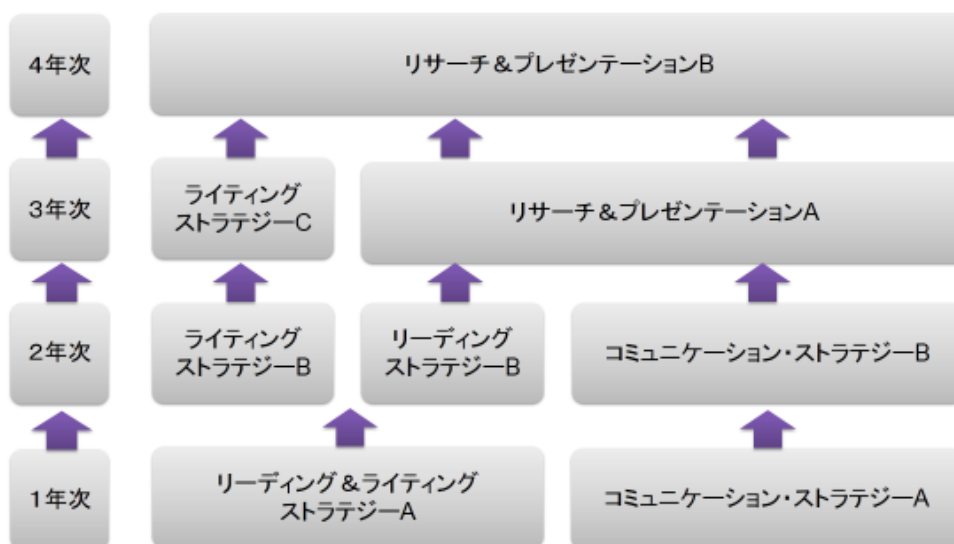 4年次
リサーチ&プレゼンテーションB
3年次
ライティング
ストラテジーC
リサーチ&プレゼンテーションA
2年次
ライティング
ストラテジーB
リーディング
ストラテジーB
コミュニケーション・ストラテジーB
1年次
リーディング&ライティング
ストラテジーA
コミュニケーション・ストラテジーA